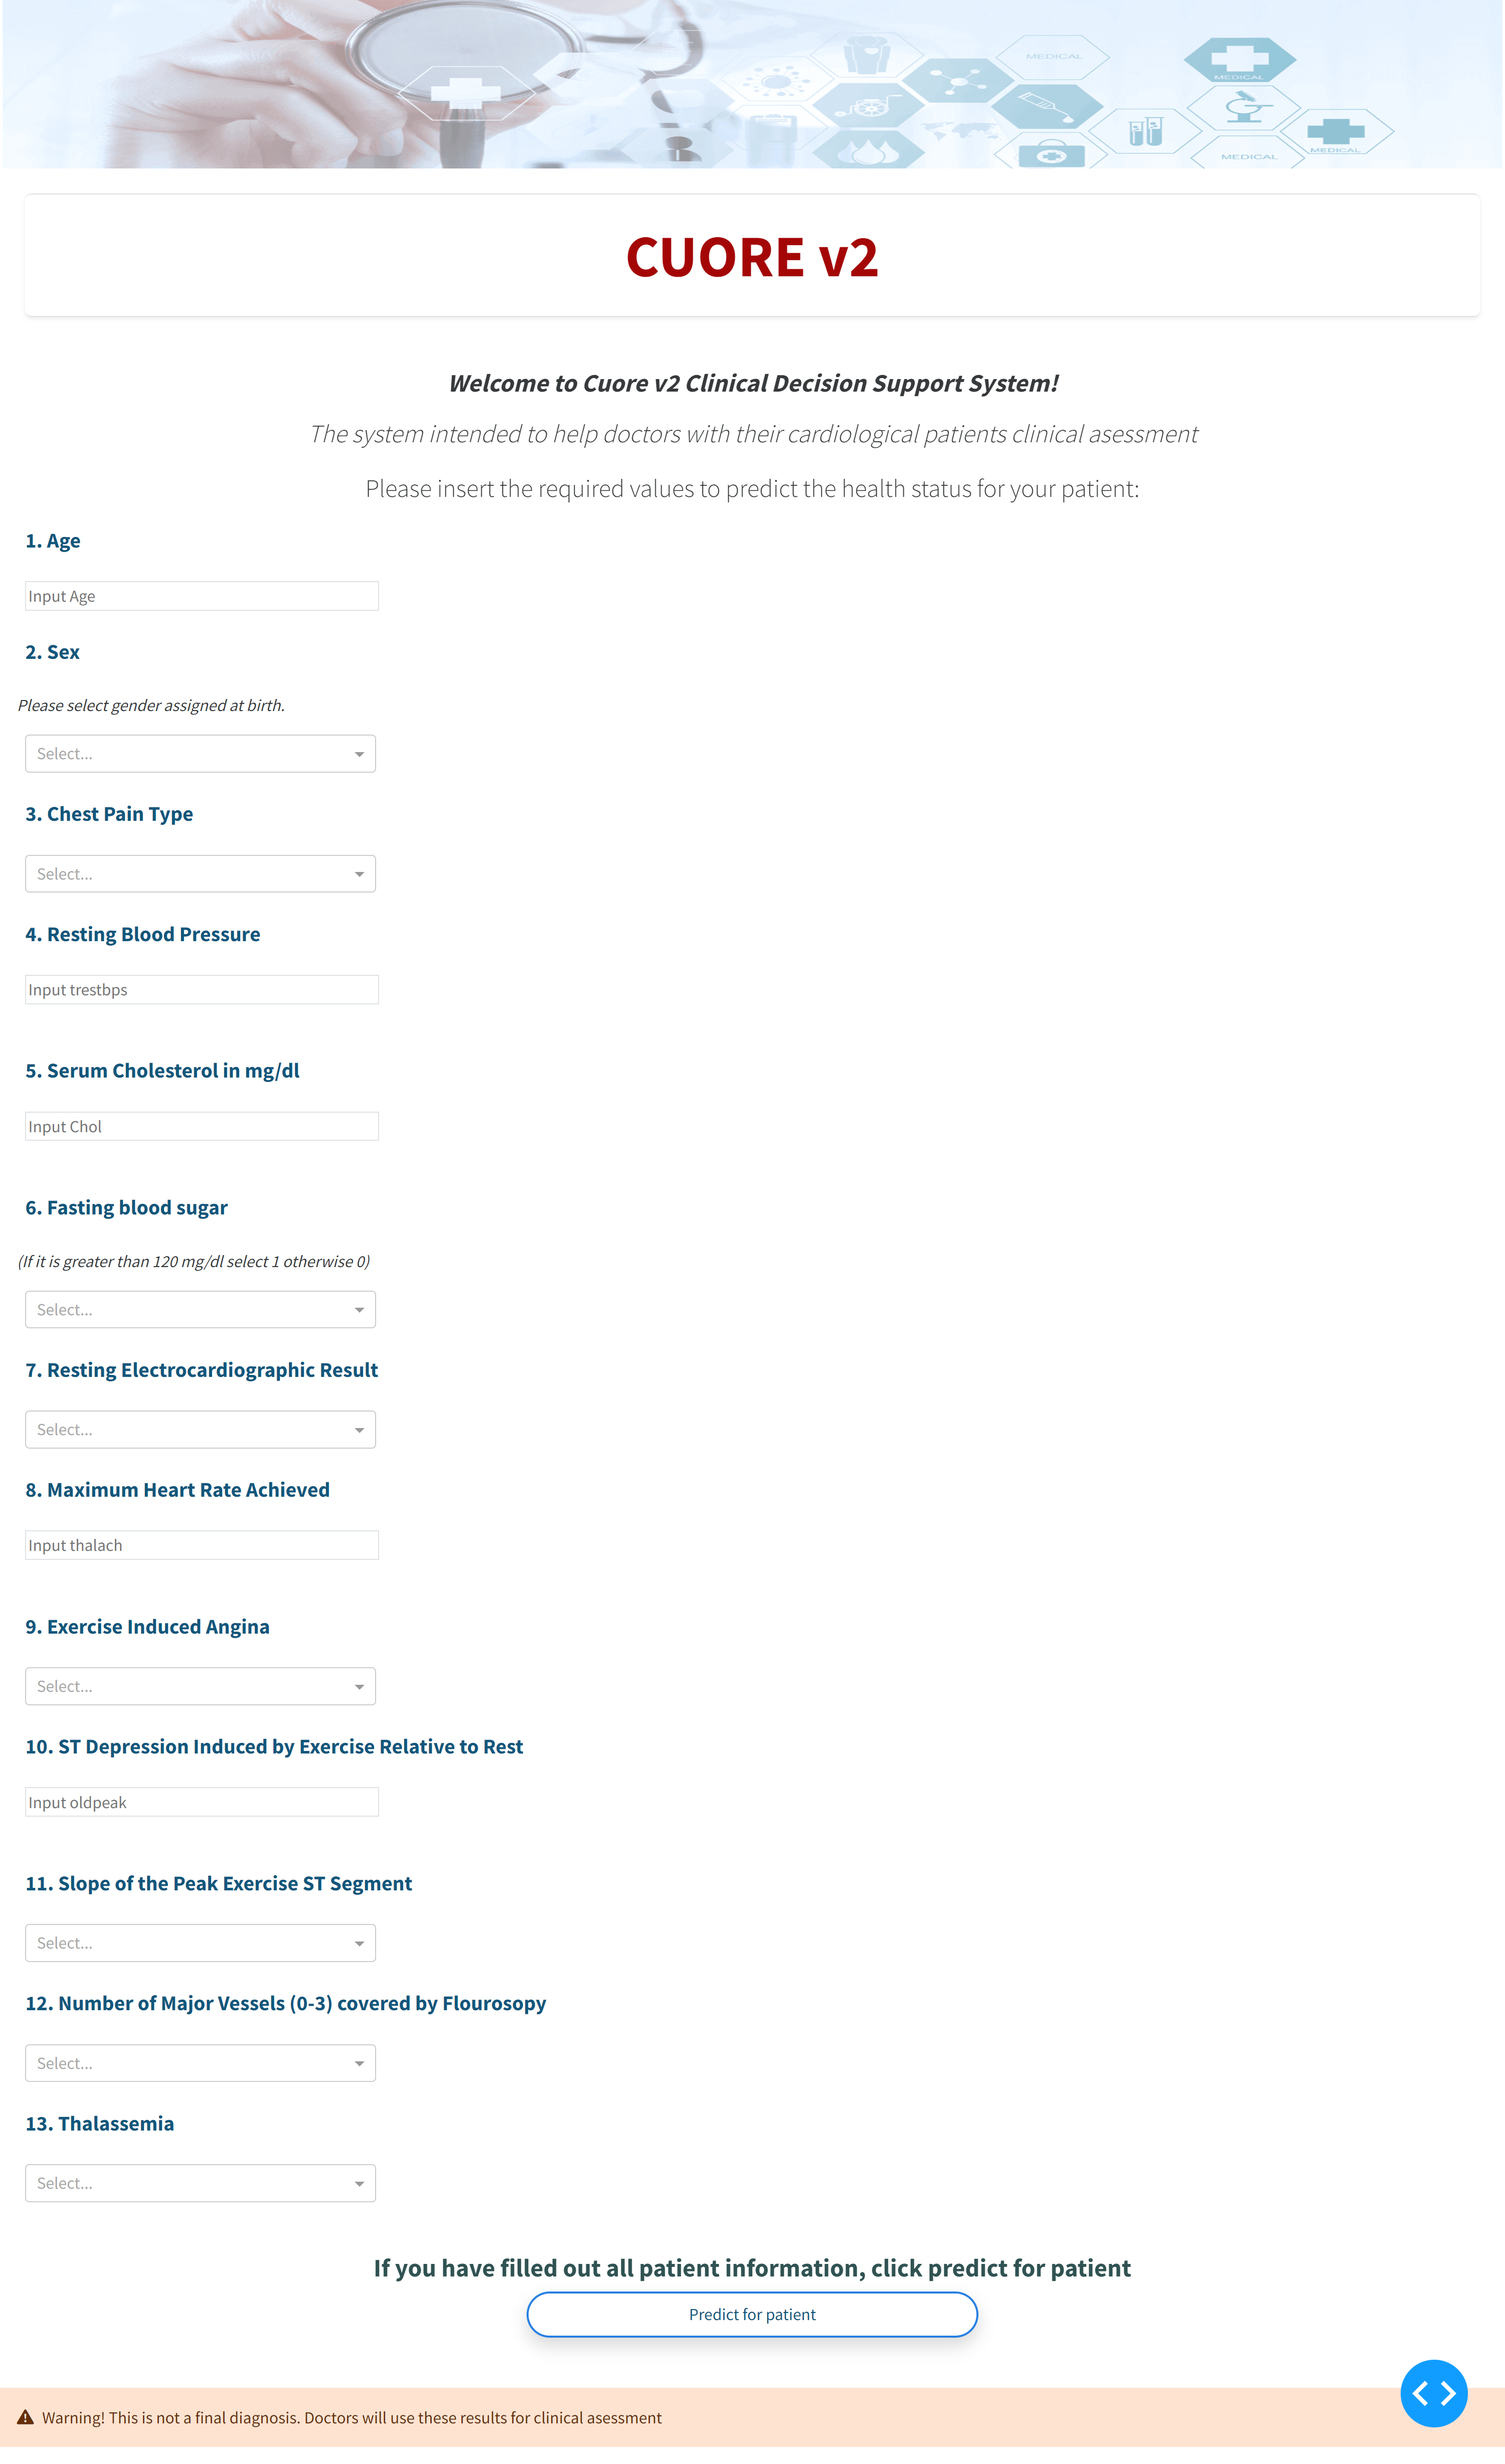 MEDICAL
MEDICAL
MEDICAL
MEDICAL
CUORE v2
Welcome to Cuore v2 Clinical Decision Support System!
The system intended to help doctors with their cardiological patients clinical asessment
Please insert the required values to predict the health status for your patient:
1. Age
Input Age
2. Sex
Please select gender assigned at birth.
Select...
3. Chest Pain Type
Select...
4. Resting Blood Pressure
Input trestbps
5. Serum Cholesterol in mg/dl
Input Chol
6. Fasting blood sugar
(If it is greater than 120 mg/dl select 1 otherwise 0)
Select...
7. Resting Electrocardiographic Result
Select...
8. Maximum Heart Rate Achieved
Input thalach
9. Exercise Induced Angina
Select...
10. ST Depression Induced by Exercise Relative to Rest
Input oldpeak
11. Slope of the Peak Exercise ST Segment
Select...
12. Number of Major Vessels (0-3) covered by Flourosopy
Select...
13. Thalassemia
Select...
If you have filled out all patient information, click predict for patient
Predict for patient
Warning! This is not a final diagnosis. Doctors will use these results for clinical asessment